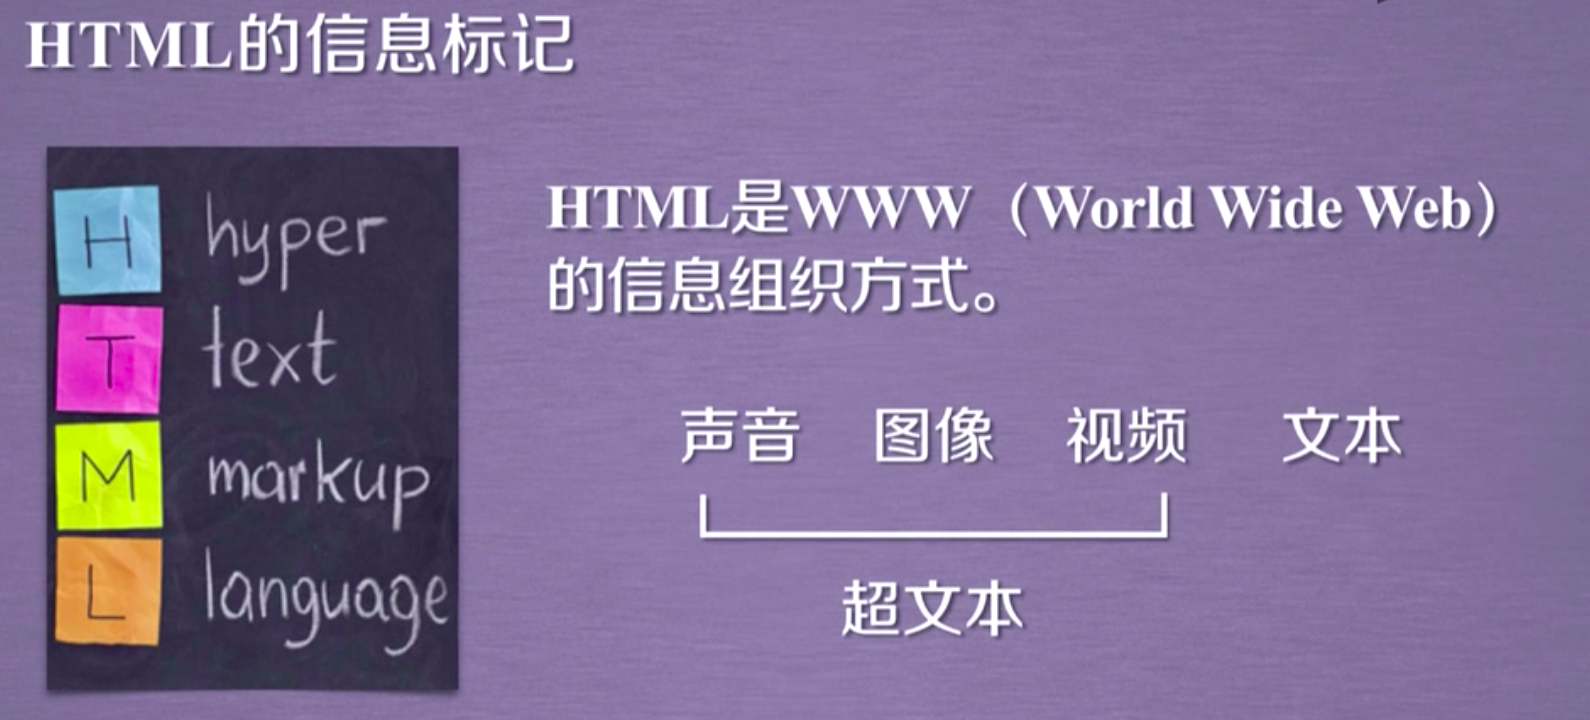 HTML的信息标记
H hyper
T text
M markup
L language
HTML是WWW（World Wide Web）
的信息组织方式。
声音 图像 视频 文本
超文本